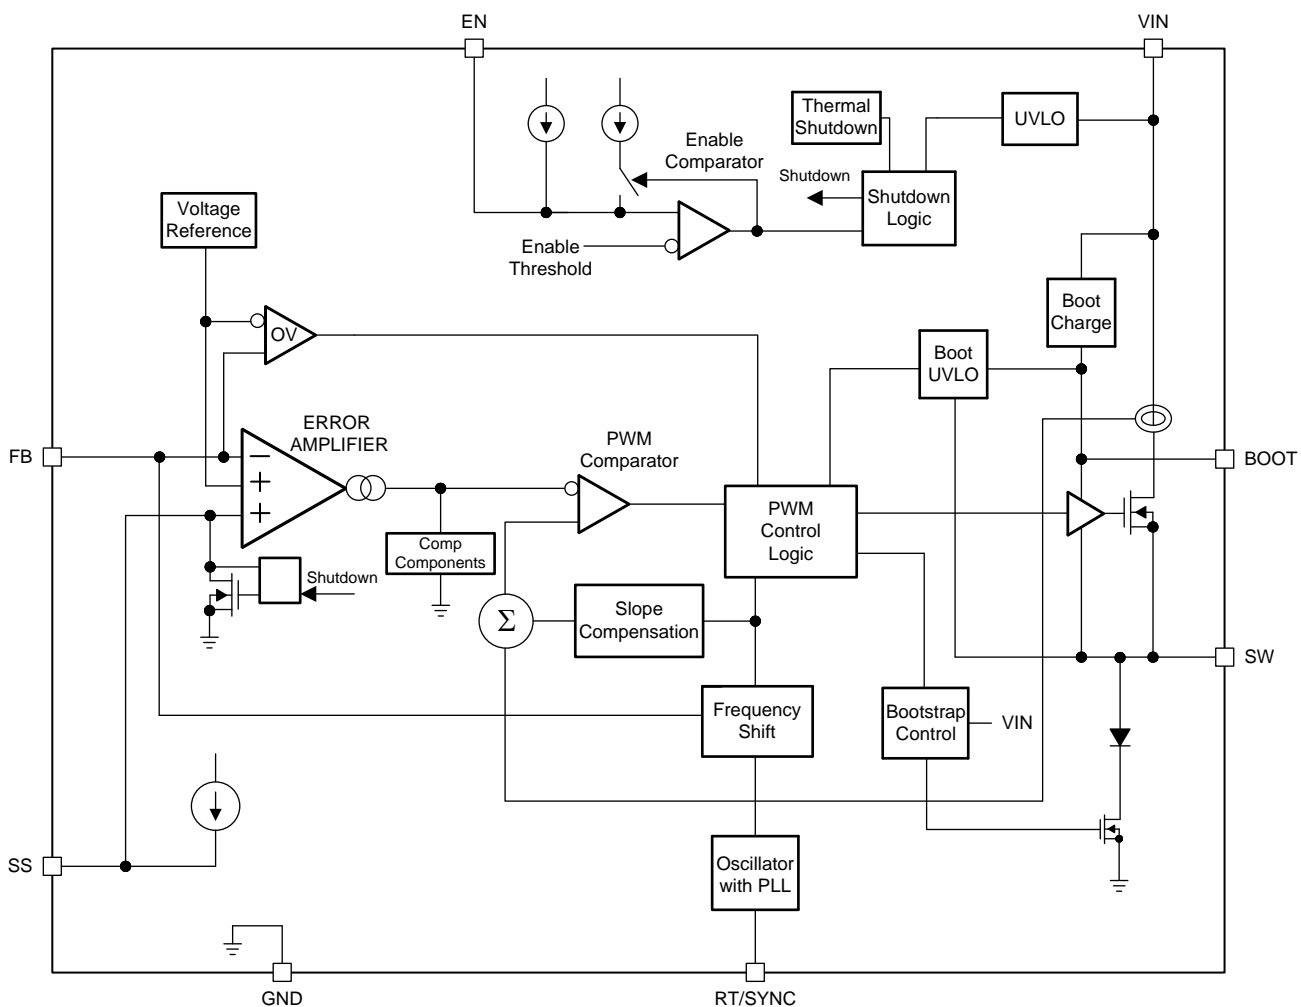 EN
VIN
Thermal
Shutdown
UVLO
Enable
Comparator
Shutdown
Shutdown
Logic
Voltage
Reference
Enable
Threshold
Boot
Charge
OV
Boot
UVLO
ERROR
AMPLIFIER
PWM
Comparator
FB
BOOT
−
+
+
PWM
Control
Logic
Comp
Components
Shutdown
Σ
Slope
Compensation
SW
Frequency
Shift
Bootstrap
Control
VIN
SS
Oscillator
with PLL
GND
RT/SYNC